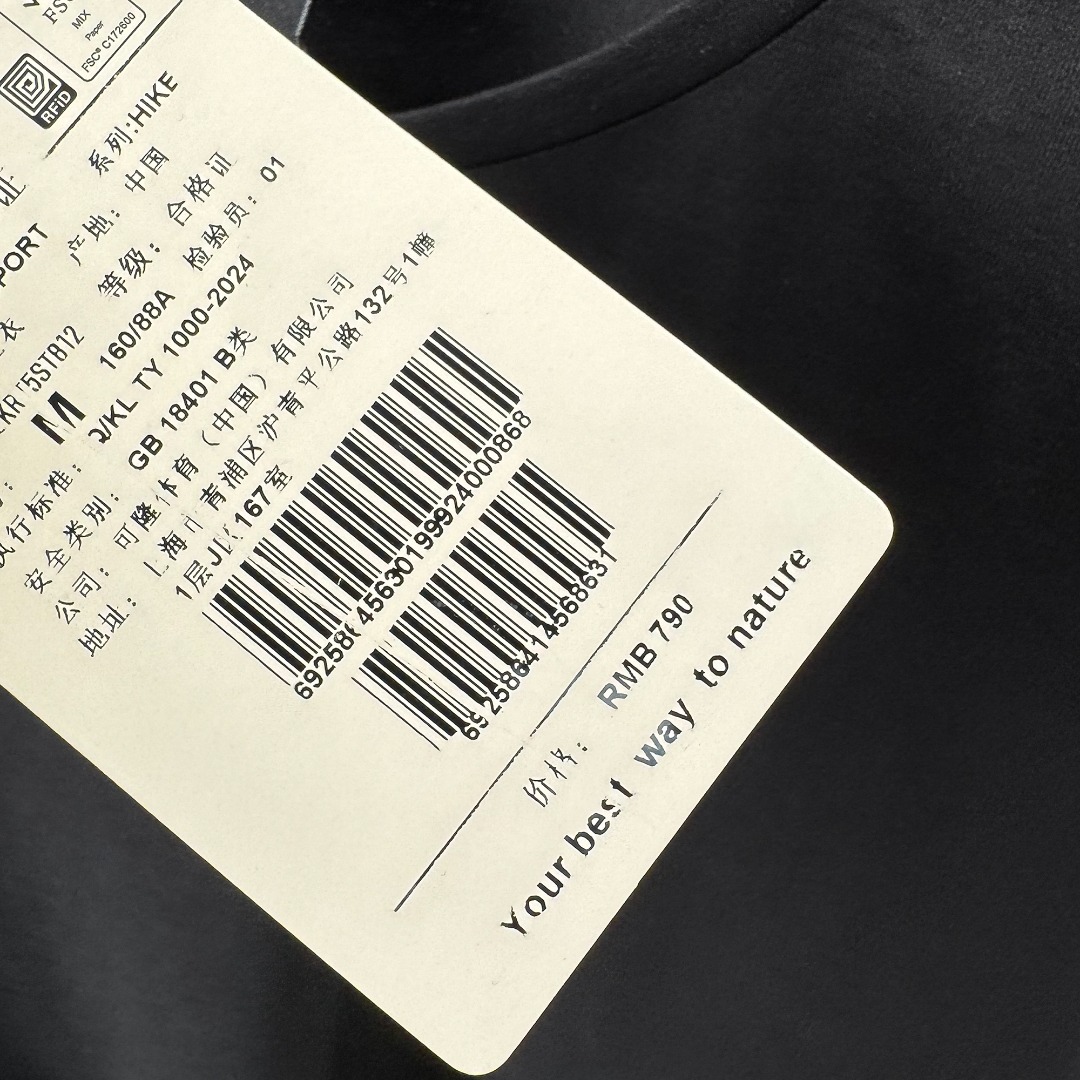 FSC
MIX
Paper
FSC® C172600
RFID
系列:HIKE
产地: 中国
等级: 合格证
检验员: 01
PORT
衣
5STB12
M
160/88A
执行标准: Q/KL TY 1000-2024
安全类别: GB 18401 B类
公司: 可隆体育(中国)有限公司
地址: 上海市青浦区沪青平公路132号1幢
1层 167室
0199924000868
价格: RMB 790
Your best way to nature